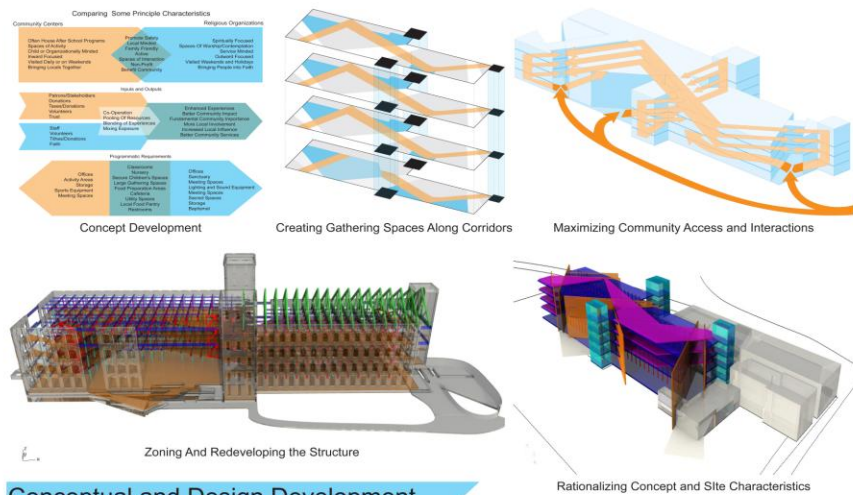 Comparing Some Principle Characteristics
Community Centers
Religious Organizations
Often House After School Programs
Spaces of Activity
Child or Organizationally Minded
Inward Focused
Visited Daily or on Weekends
Bringing Locals Together
Promote Safety
Local Minded
Family Friendly
Active
Spaces of Interaction
Non-Profit
Benefit Community
Spiritually Focused
Spaces Of Worship/Contemplation
Service Minded
Outward Focused
Visited Weekends and Holidays
Bringing People into Faith
Inputs and Outputs
Patrons/Stakeholders
Donations
Taxes/Donations
Volunteers
Trust
Staff
Volunteers
Tithes/Donations
Faith
Co-Operation
Pooling Of Resources
Blending of Experiences
Mixing Exposure
Enhanced Experiences
Better Community Impact
Fundamental Community Importance
More Local Involvement
Increased Local Influence
Better Community Services
Programmatic Requirements
Offices
Activity Areas
Storage
Sports Equipment
Meeting Spaces
Classrooms
Nursery
Secure Children's Spaces
Large Gathering Spaces
Food Preparation Areas
Cafeteria
Utility Spaces
Local Food Pantry
Restrooms
Offices
Sanctuary
Meeting Spaces
Lighting and Sound Equipment
Meeting Spaces
Sacred Spaces
Storage
Baptismal
Concept Development
Creating Gathering Spaces Along Corridors
Maximizing Community Access and Interactions
Zoning And Redeveloping the Structure
Rationalizing Concept and SIte Characteristics
Conceptual and Design Development